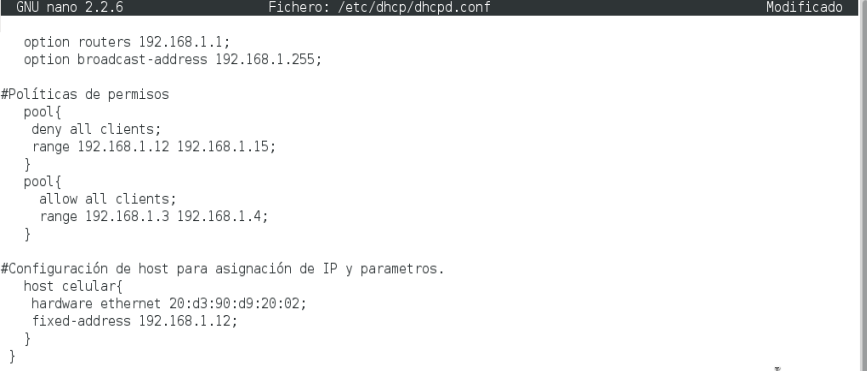 GNU nano 2.2.6 Fichero: /etc/dhcp/dhcpd.conf Modificado
option routers 192.168.1.1;
option broadcast-address 192.168.1.255;
#Políticas de permisos
pool{
deny all clients;
range 192.168.1.12 192.168.1.15;
}
pool{
allow all clients;
range 192.168.1.3 192.168.1.4;
}
#Configuración de host para asignación de IP y parametros.
host celular{
hardware ethernet 20:d3:90:d9:20:02;
fixed-address 192.168.1.12;
}
}